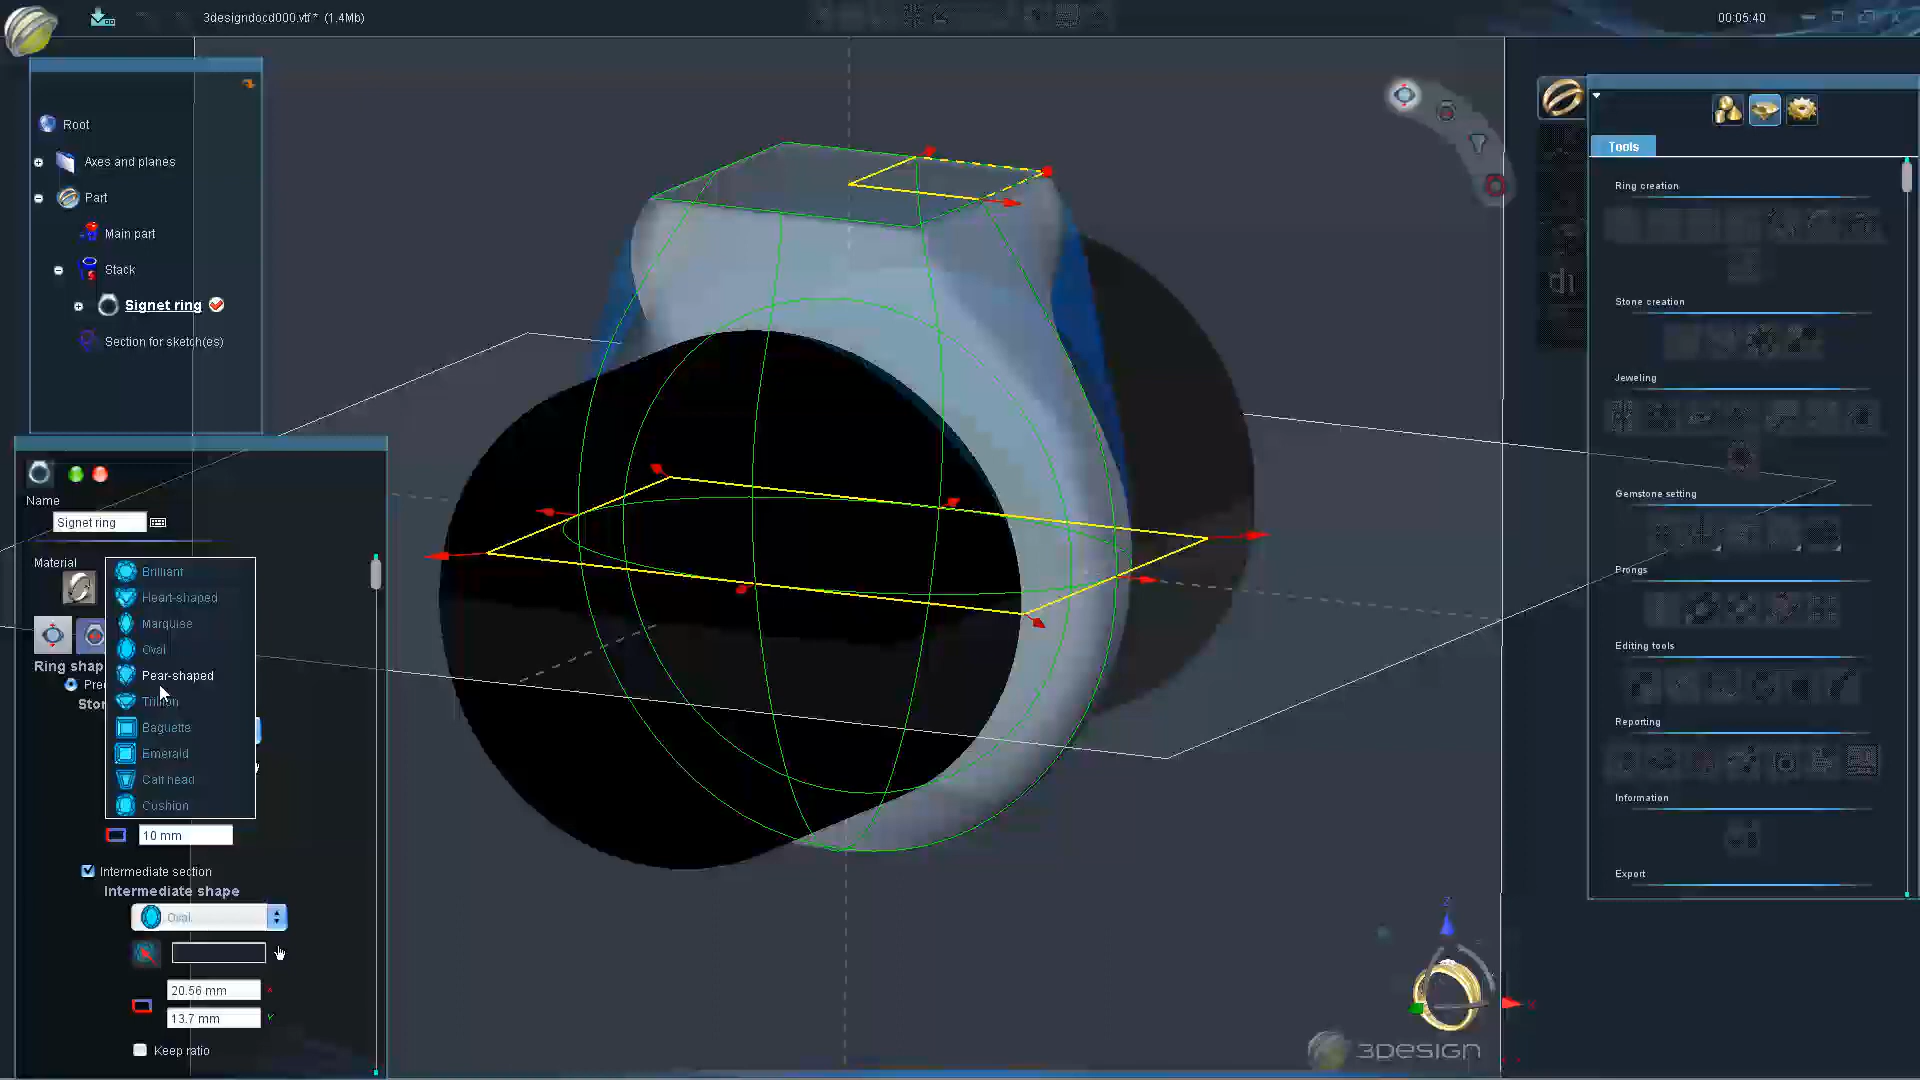 3designdocd000.vtf* (1.4Mb)
00:05:40
Root
Axes and planes
Part
Main part
Stack
Signet ring
Section for sketch(es)
Name
Signet ring
Material
Brilliant
Heart-shaped
Marquise
Oval
Pear-shaped
Trillion
Baguette
Emerald
Calf head
Cushion
Ring shap
Pre
Ston
10 mm
Intermediate section
Intermediate shape
Oval
20.56 mm
X
13.7 mm
Y
Keep ratio
Tools
Ring creation
Stone creation
Jeweling
Gemstone setting
Prongs
Editing tools
Reporting
Information
Export
Z
X
3DESIGN